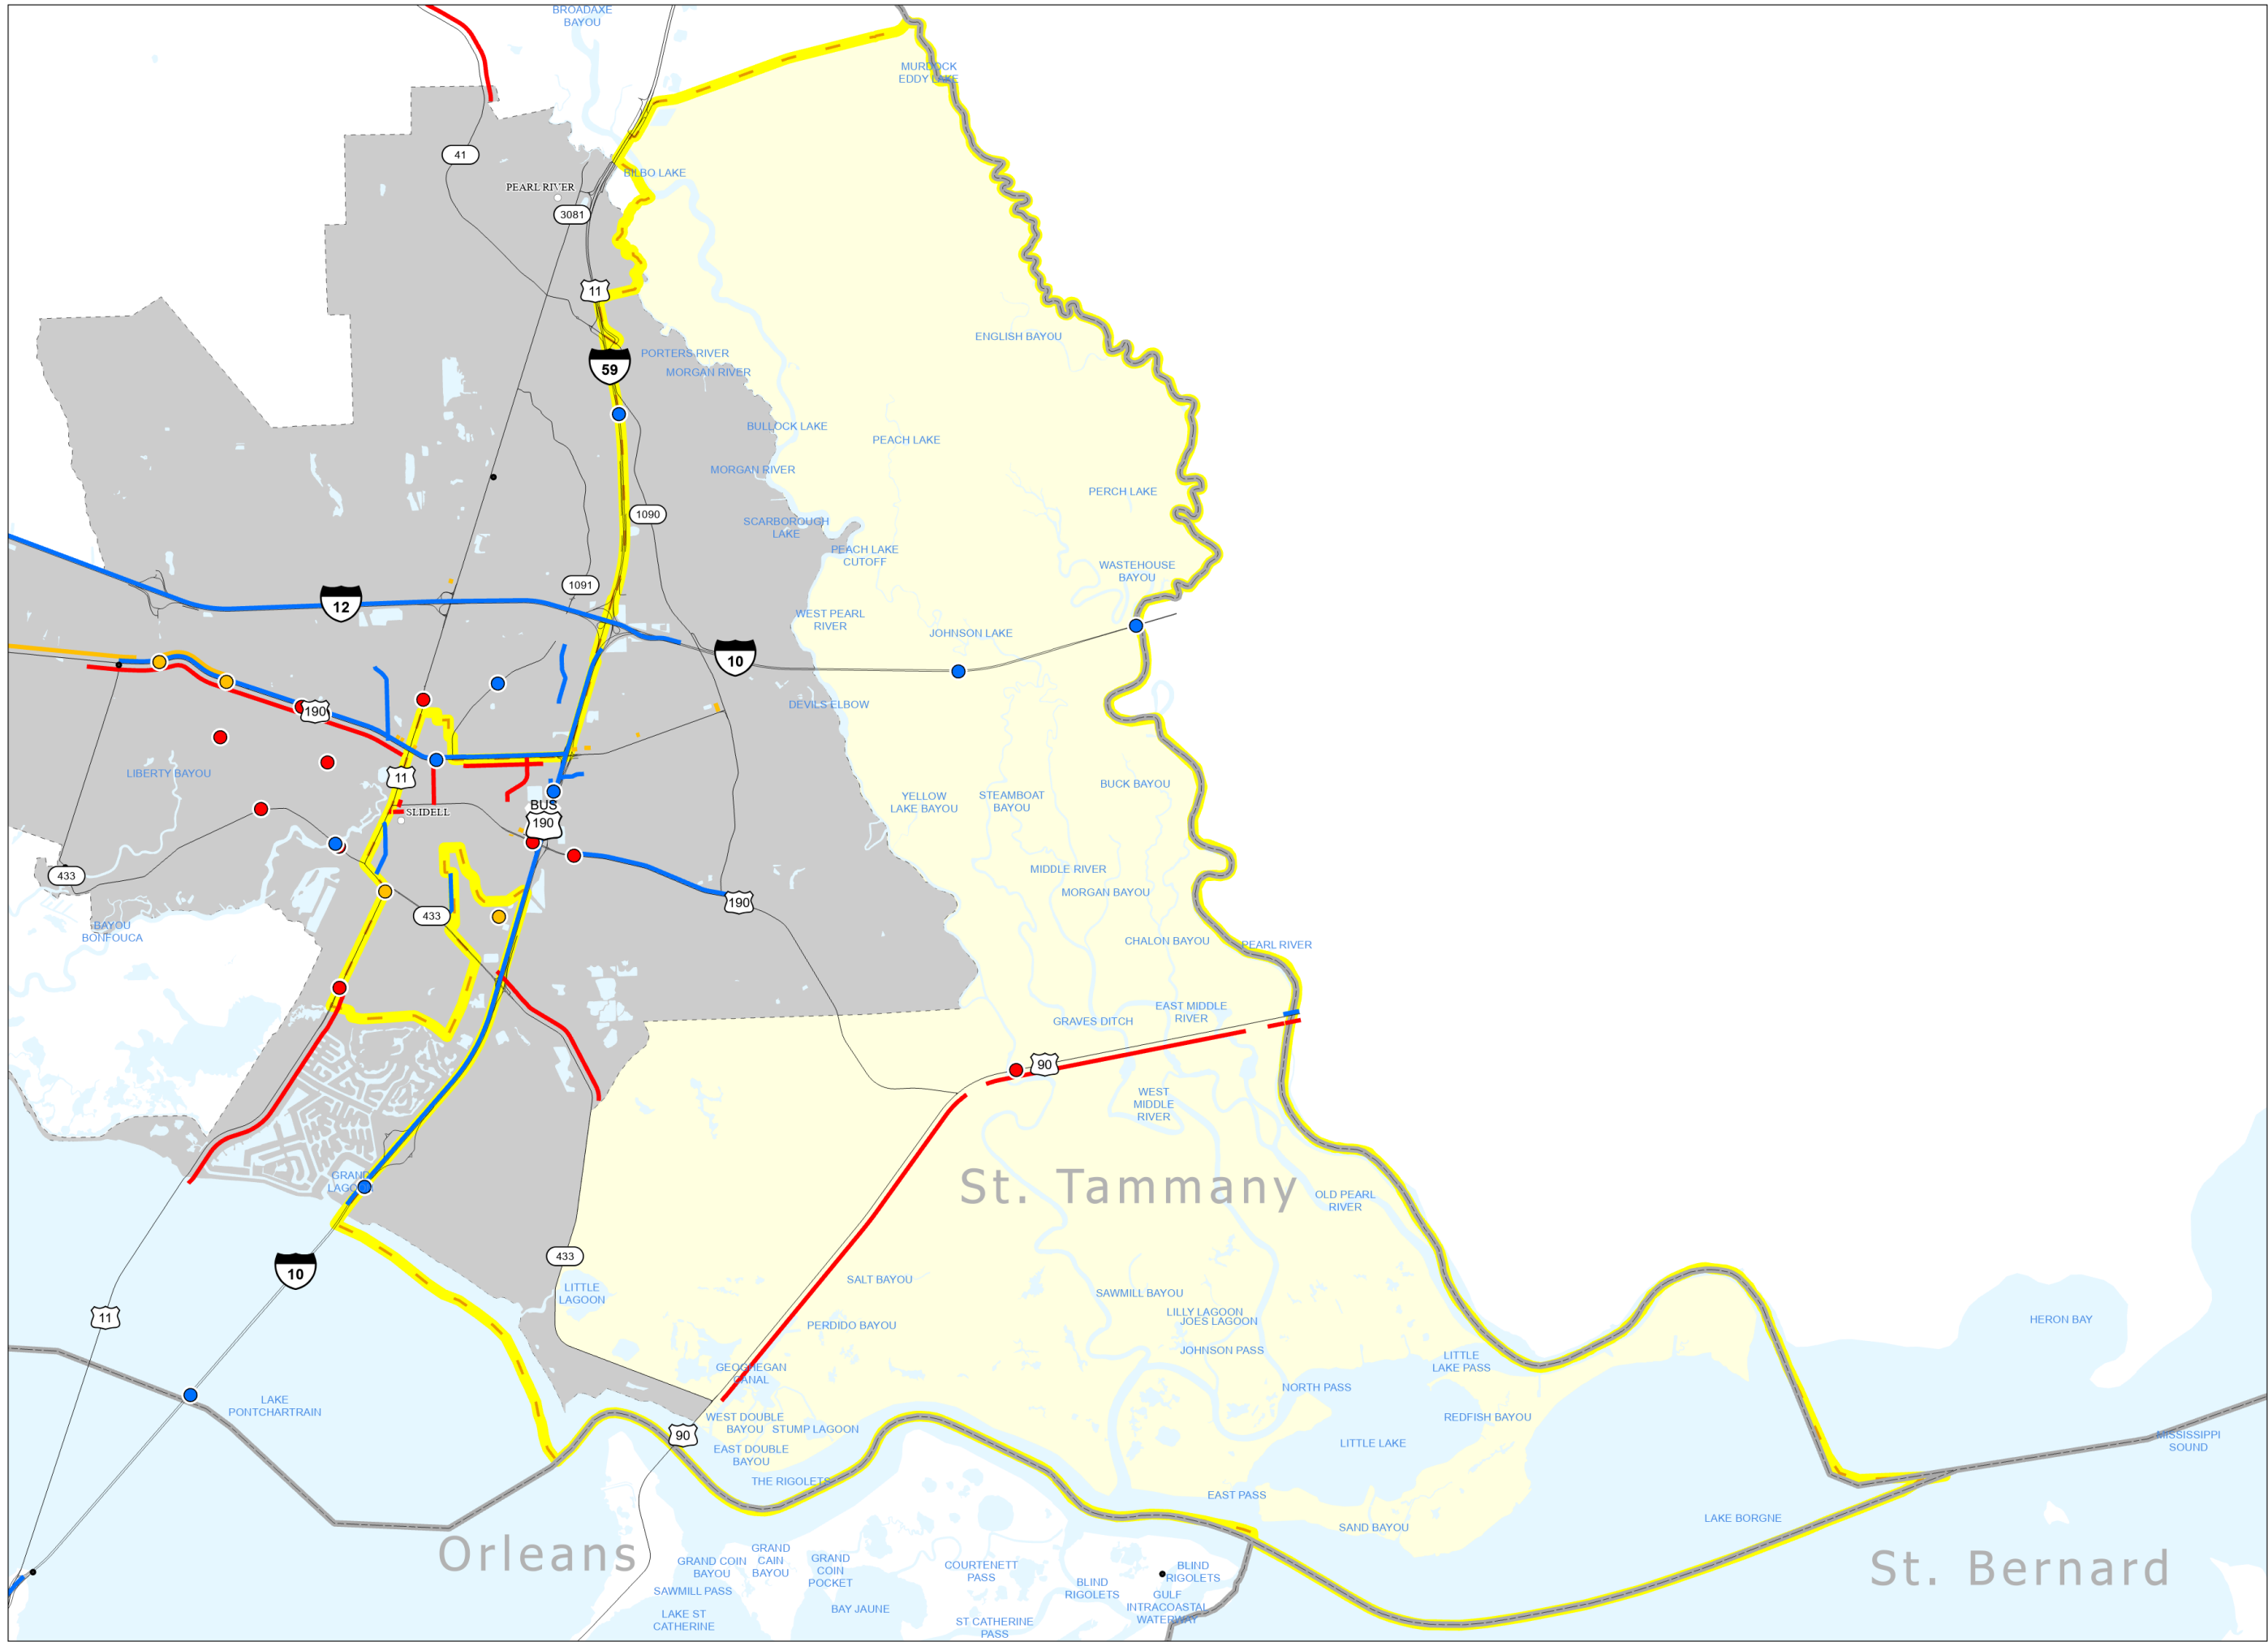 BROADAXE
BAYOU
MURDOCK
EDDY LAKE
41
BILBO LAKE
PEARL RIVER
3081
11
ENGLISH BAYOU
PORTERS RIVER
59
MORGAN RIVER
BULLOCK LAKE
PEACH LAKE
MORGAN RIVER
PERCH LAKE
1090
SCARBOROUGH
LAKE
PEACH LAKE
CUTOFF
WASTEHOUSE
BAYOU
1091
12
WEST PEARL
RIVER
JOHNSON LAKE
10
DEVILS ELBOW
190
LIBERTY BAYOU
11
BUCK BAYOU
YELLOW
LAKE BAYOU
STEAMBOAT
BAYOU
BUS
190
SLIDELL
433
MIDDLE RIVER
MORGAN BAYOU
190
433
BAYOU
BONFOUCA
CHALON BAYOU
PEARL RIVER
EAST MIDDLE
RIVER
GRAVES DITCH
90
WEST
MIDDLE
RIVER
GRAND
LAGOON
St. Tammany
OLD PEARL
RIVER
433
10
LITTLE
LAGOON
SALT BAYOU
SAWMILL BAYOU
LILLY LAGOON
JOES LAGOON
11
PERDIDO BAYOU
HERON BAY
JOHNSON PASS
LITTLE
LAKE PASS
GEOGHEGAN
CANAL
NORTH PASS
LAKE
PONTCHARTRAIN
WEST DOUBLE
BAYOU
STUMP LAGOON
REDFISH BAYOU
90
MISSISSIPPI
SOUND
EAST DOUBLE
BAYOU
LITTLE LAKE
THE RIGOLETS
EAST PASS
LAKE BORGNE
SAND BAYOU
Orleans
St. Bernard
GRAND COIN
BAYOU
GRAND
CAIN
BAYOU
GRAND
COIN
POCKET
COURTENETT
PASS
BLIND
RIGOLETS
BLIND
RIGOLETS
SAWMILL PASS
GULF
INTRACOASTAL
WATERWAY
BAY JAUNE
LAKE ST
CATHERINE
ST CATHERINE
PASS